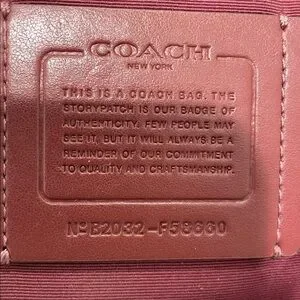 COACH
NEW YORK
THIS IS A COACH BAG. THE
STORYPATCH IS OUR BADGE OF
AUTHENTICITY. FEW PEOPLE MAY
SEE IT, BUT IT WILL ALWAYS BE A
REMINDER OF OUR COMMITMENT
TO QUALITY AND CRAFTSMANSHIP.
Nº B2032-F58660